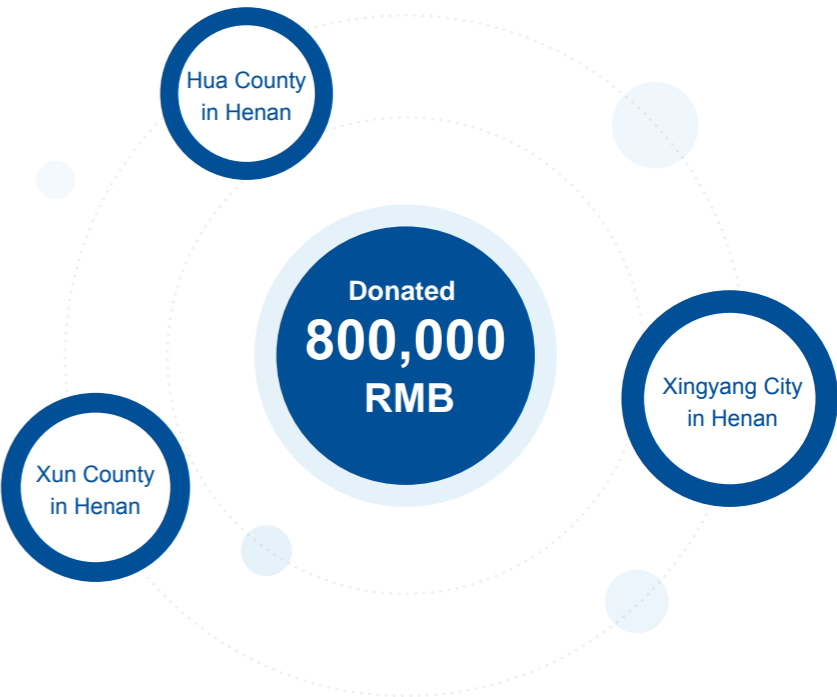 Hua County
in Henan
Donated
800,000
RMB
Xingyang City
in Henan
Xun County
in Henan